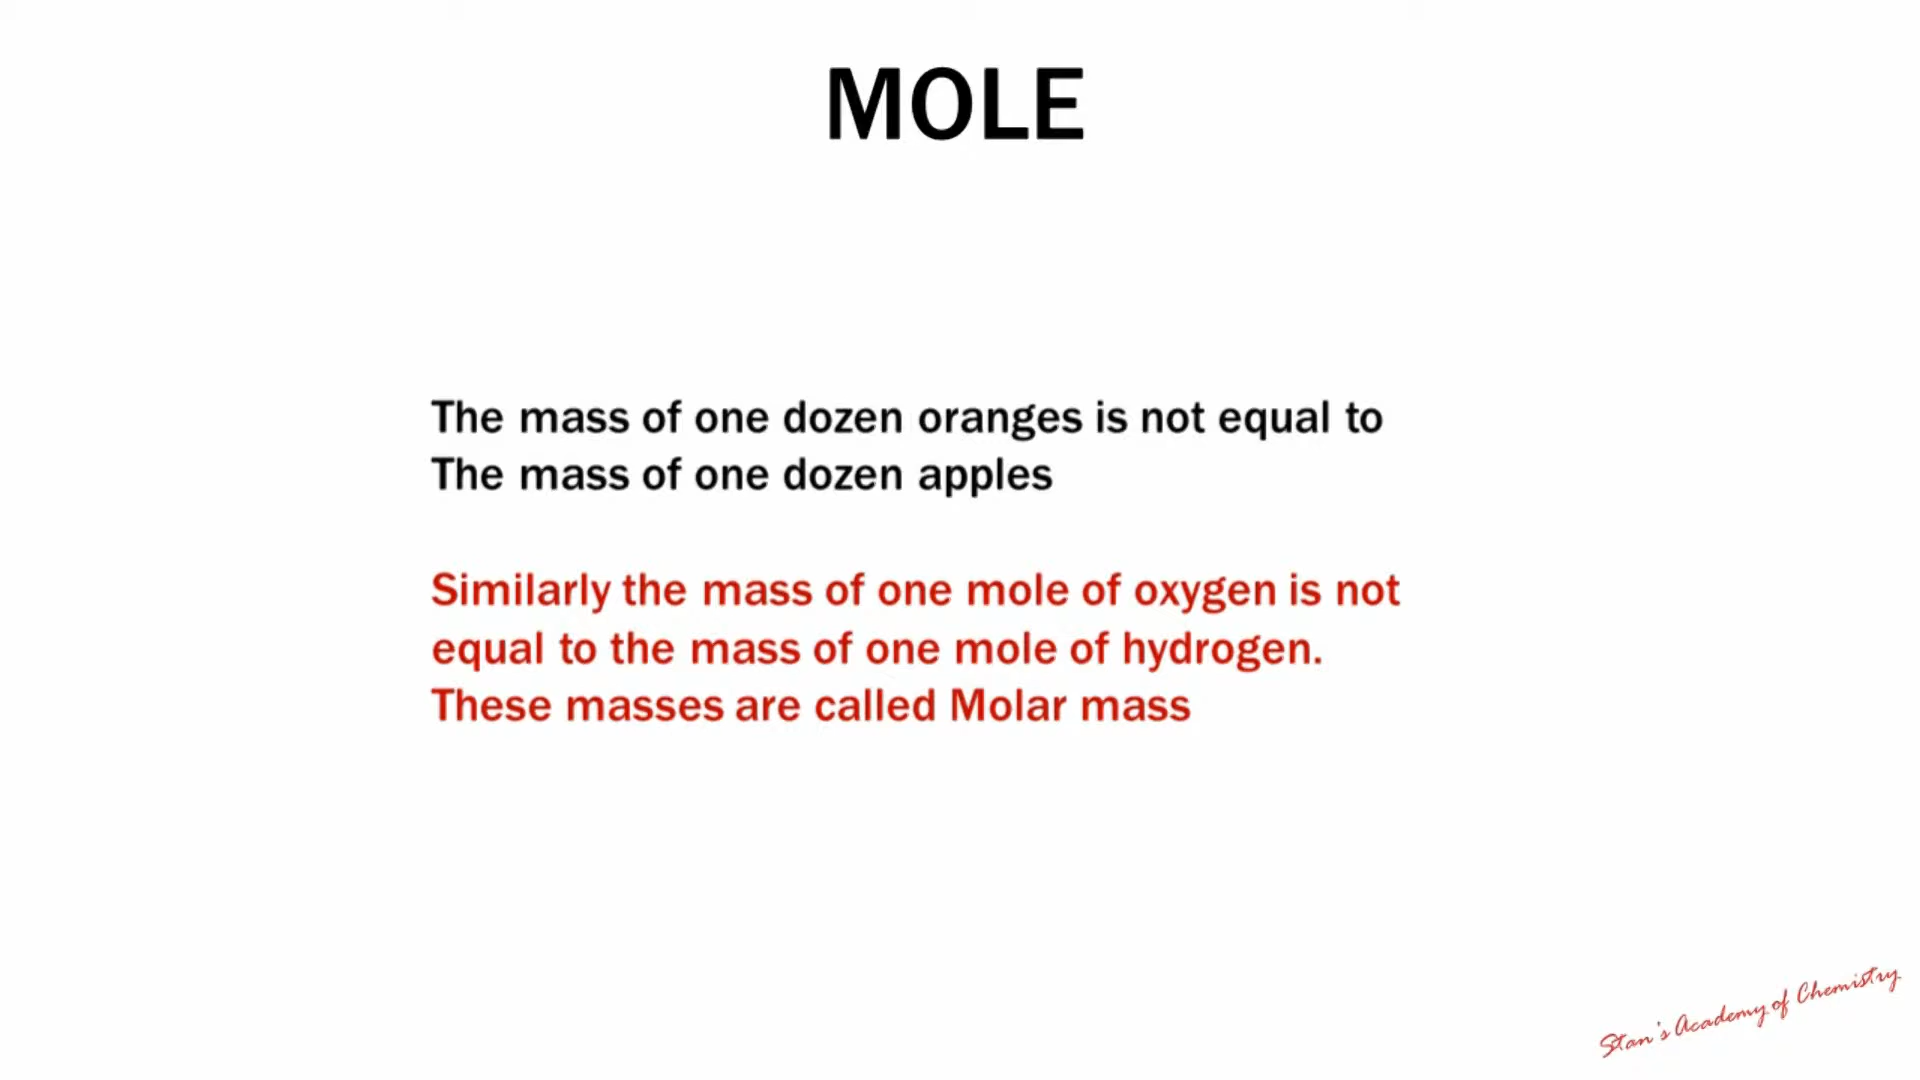 MOLE
The mass of one dozen oranges is not equal to
The mass of one dozen apples
Similarly the mass of one mole of oxygen is not
equal to the mass of one mole of hydrogen.
These masses are called Molar mass
Stan's Academy of Chemistry